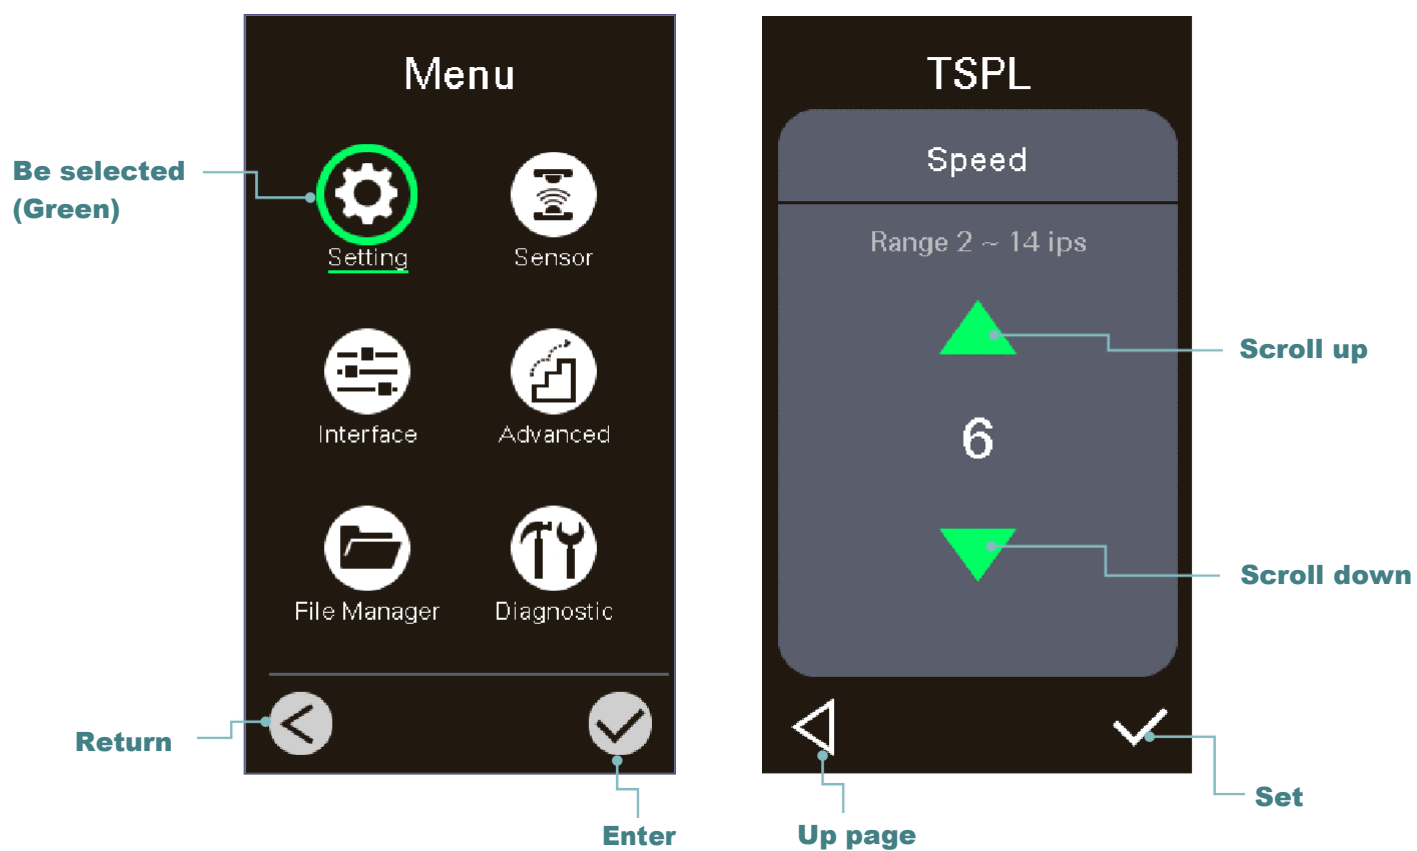 Menu
Be selected
(Green)
Setting
Sensor
Interface
Advanced
File Manager
Diagnostic
Return
Enter
TSPL
Speed
Range 2 ~ 14 ips
Scroll up
6
Scroll down
Up page
Set